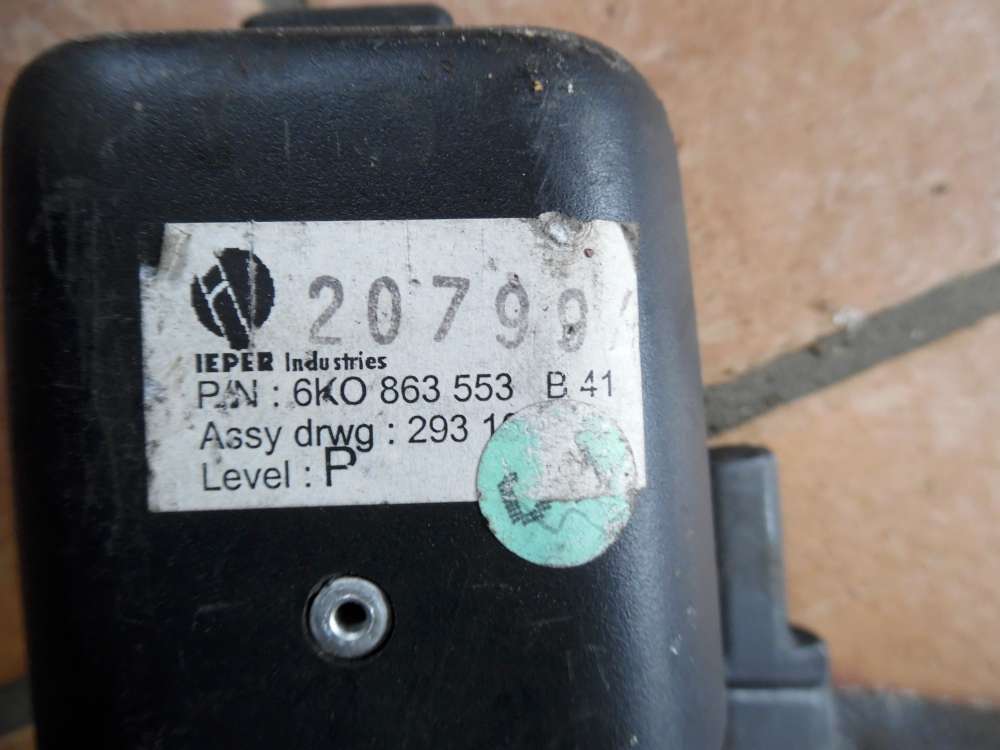 20799
IEPER Industries
P/N : 6KO 863 553 B 41
Assy drwg : 293
Level : P